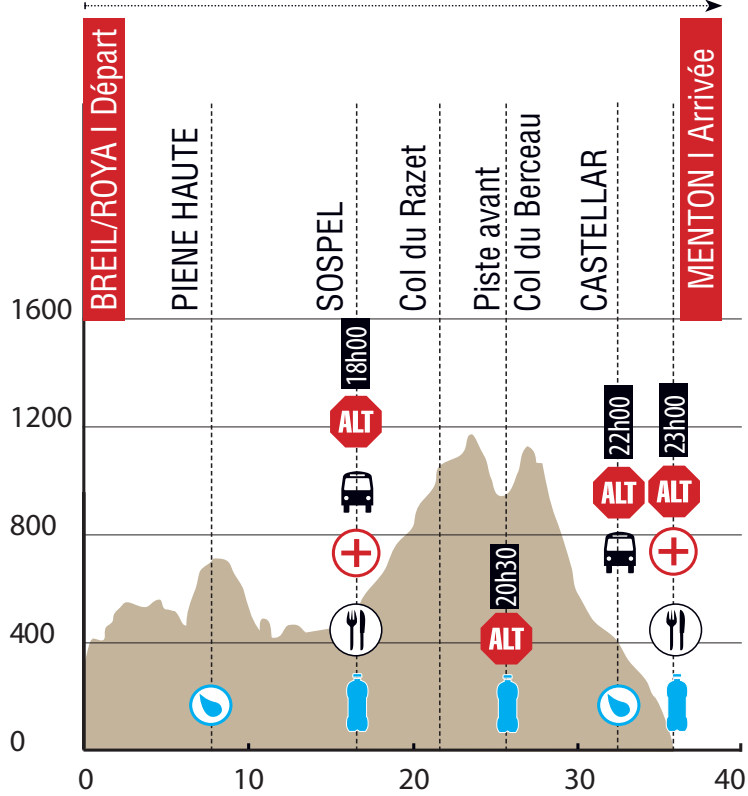 BREIL/ROYA I Départ
PIENE HAUTE
SOSPEL
Col du Razet
Piste avant
Col du Berceau
CASTELLAR
MENTON I Arrivée
1600
1200
800
400
0
18h00
ALT
20h30
ALT
22h00
ALT
23h00
ALT
0
10
20
30
40